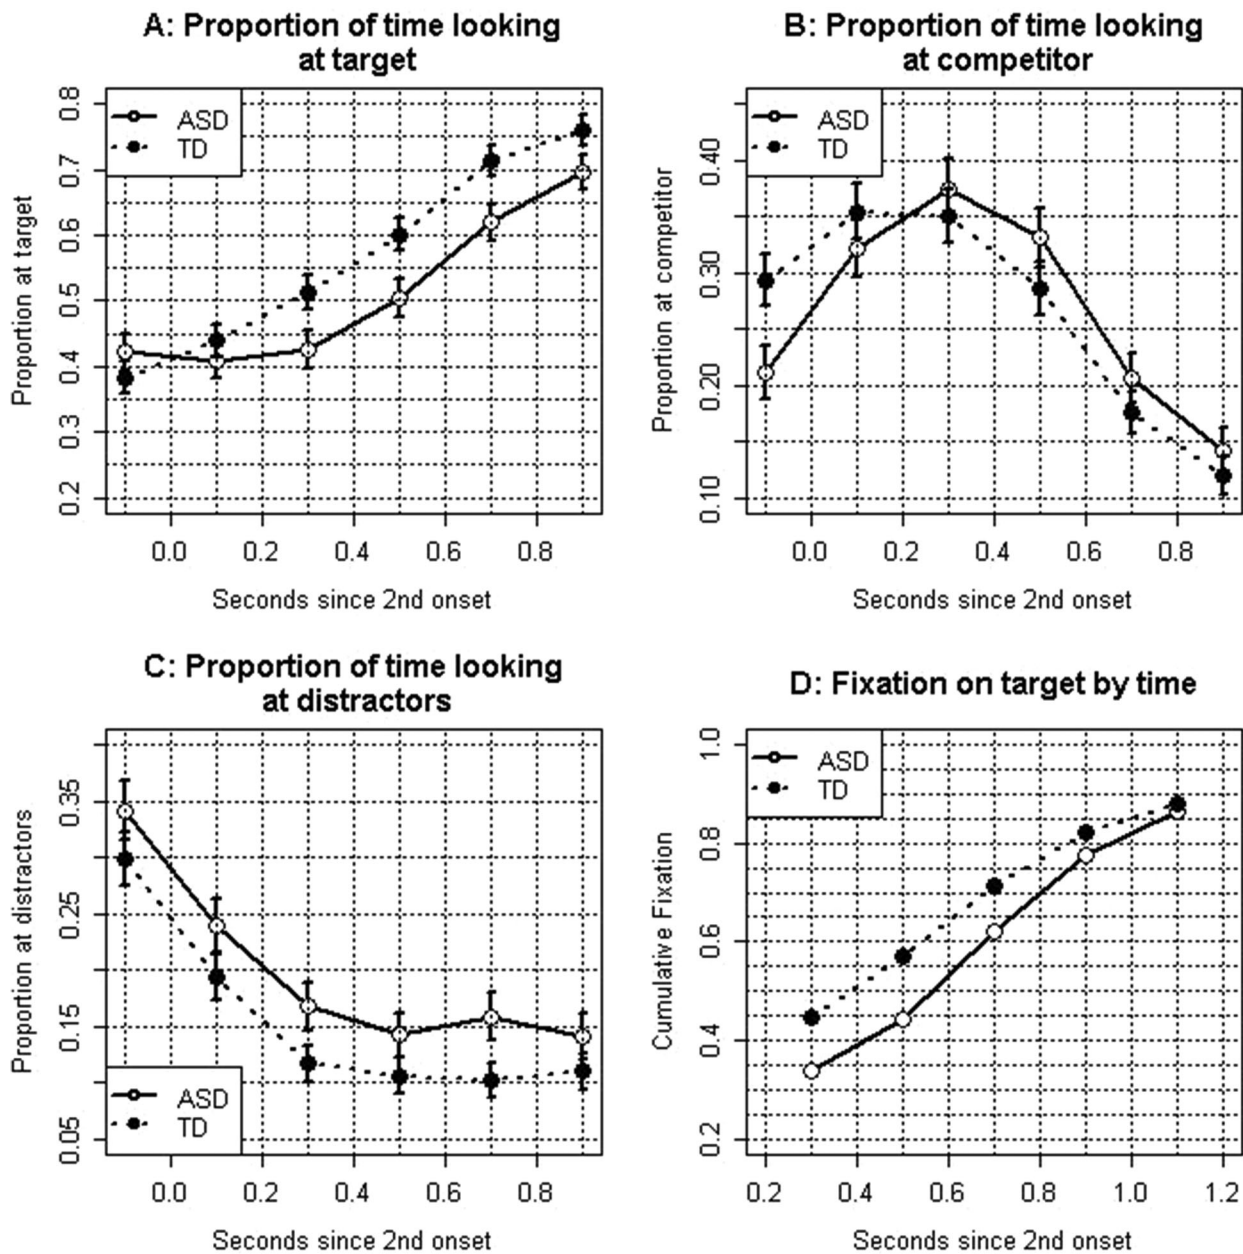 A: Proportion of time looking
at target
Proportion at target
0.8
0.7
0.6
0.5
0.4
0.3
0.2
ASD
TD
0.0 0.2 0.4 0.6 0.8
Seconds since 2nd onset
B: Proportion of time looking
at competitor
Proportion at competitor
0.40
0.30
0.20
0.10
ASD
TD
0.0 0.2 0.4 0.6 0.8
Seconds since 2nd onset
C: Proportion of time looking
at distractors
Proportion at distractors
0.35
0.25
0.15
0.05
ASD
TD
0.0 0.2 0.4 0.6 0.8
Seconds since 2nd onset
D: Fixation on target by time
Cumulative Fixation
1.0
0.8
0.6
0.4
0.2
ASD
TD
0.2 0.4 0.6 0.8 1.0 1.2
Seconds since 2nd onset